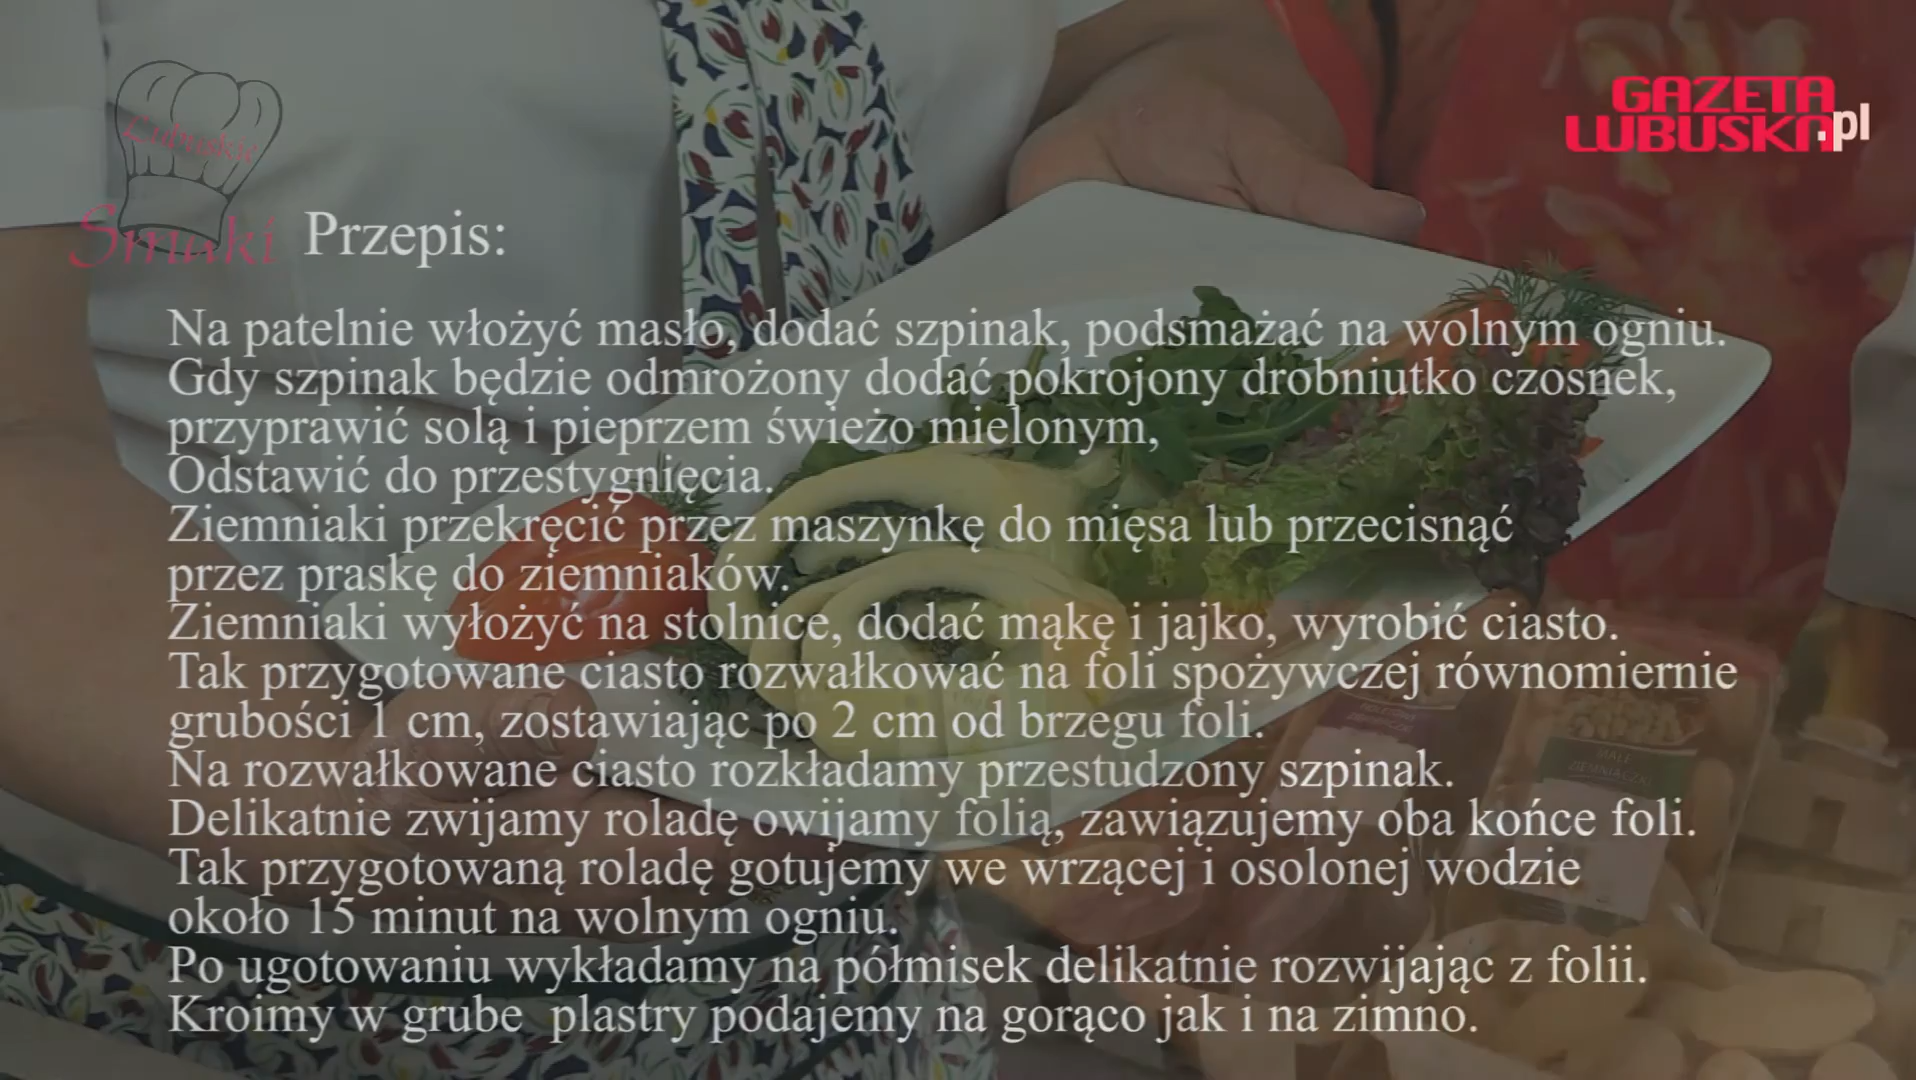 GAZETA
LUBUSKA.pl
Lubuskie
Smaki
Przepis:
Na patelnie włożyć masło, dodać szpinak, podsmażać na wolnym ogniu.
Gdy szpinak będzie odmrożony dodać pokrojony drobniutko czosnek,
przyprawić solą i pieprzem świeżo mielonym,
Odstawić do przestygnięcia.
Ziemniaki przekręcić przez maszynkę do mięsa lub przecisnąć
przez praskę do ziemniaków.
Ziemniaki wyłożyć na stolnice, dodać mąkę i jajko, wyrobić ciasto.
Tak przygotowane ciasto rozwałkować na foli spożywczej równomiernie
grubości 1 cm, zostawiając po 2 cm od brzegu foli.
Na rozwałkowane ciasto rozkładamy przestudzony szpinak.
Delikatnie zwijamy roladę owijamy folią, zawiązujemy oba końce foli.
Tak przygotowaną roladę gotujemy we wrzącej i osolonej wodzie
około 15 minut na wolnym ogniu.
Po ugotowaniu wykładamy na półmisek delikatnie rozwijając z folii.
Kroimy w grube plastry podajemy na gorąco jak i na zimno.
MAŁE
ZIEMNIACZKI